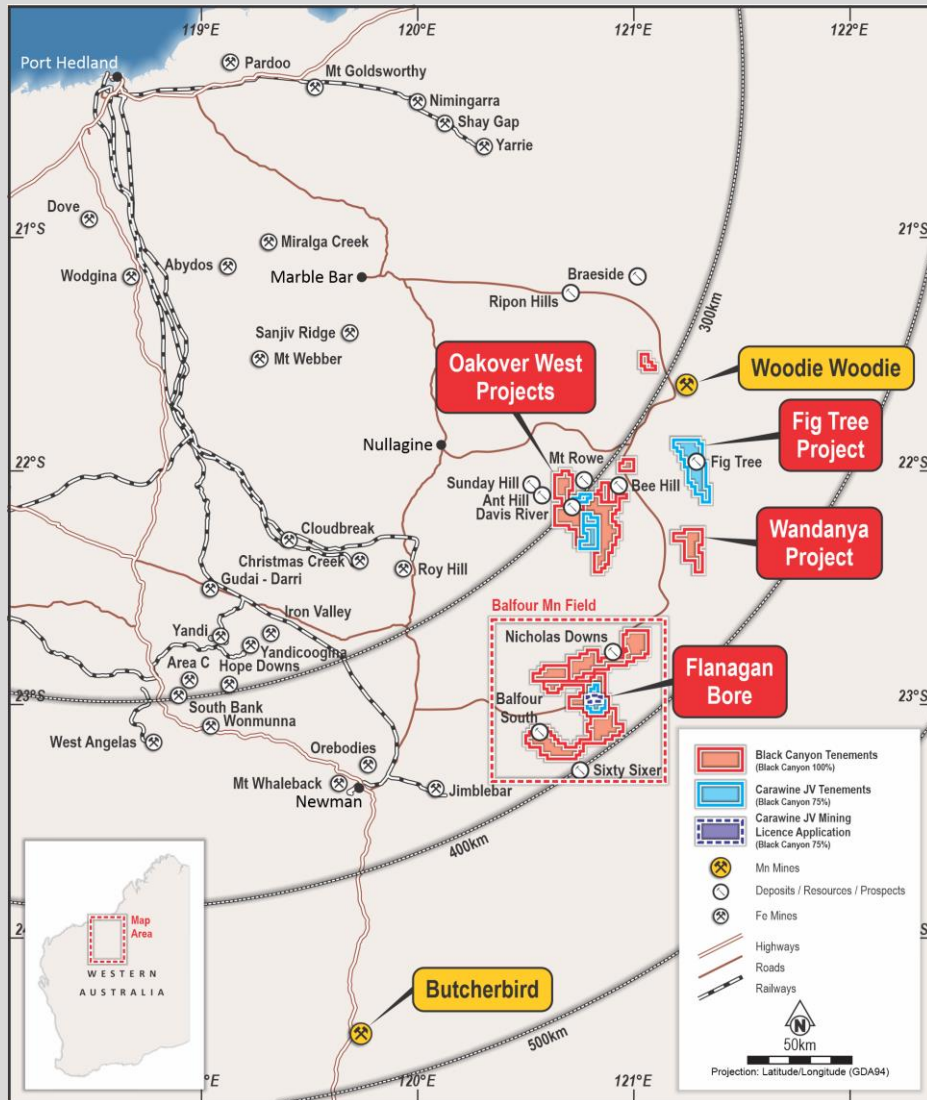 119°E
120°E
121°E
122°E
Port Hedland
Pardoo
Mt Goldsworthy
Nimingarra
Shay Gap
Yarrie
Dove
21°S
21°S
Miralga Creek
Abydos
Wodgina
Marble Bar
Braeside
Ripon Hills
300km
Sanjiv Ridge
Mt Webber
Oakover West
Projects
Woodie Woodie
Fig Tree
Project
Nullagine
Mt Rowe
Fig Tree
22°S
22°S
Sunday Hill
Bee Hill
Ant Hill
Davis River
Wandanya
Project
Cloudbreak
Christmas Creek
Roy Hill
Gudai - Darri
Iron Valley
Balfour Mn Field
Yandi
Yandicoogina
Nicholas Downs
Area C
Hope Downs
Flanagan
Bore
23°S
23°S
South Bank
Balfour
South
Wonmunna
West Angelas
Orebodies
Sixty Sixer
Mt Whaleback
Jimblebar
Newman
400km
Black Canyon Tenements
(Black Canyon 100%)
Carawine JV Tenements
(Black Canyon 75%)
Carawine JV Mining
Licence Application
(Black Canyon 75%)
Mn Mines
Deposits / Resources / Prospects
Fe Mines
Highways
Roads
Railways
N
50km
Projection: Latitude/Longitude (GDA94)
Map
Area
WESTERN
AUSTRALIA
Butcherbird
500km
120°E
121°E